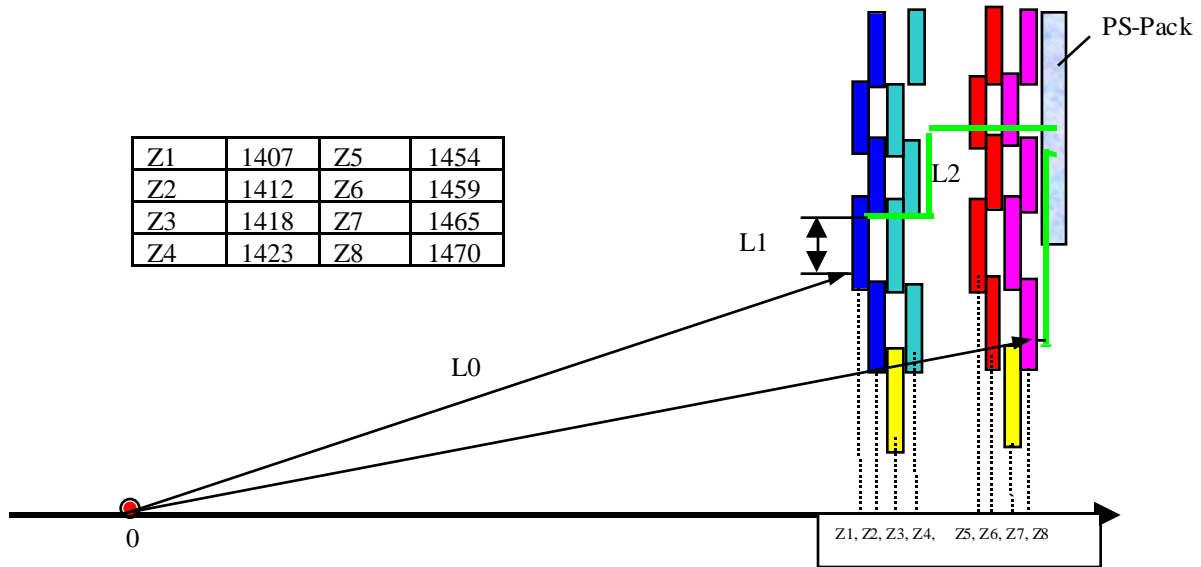 PS-Pack
Z1 1407 Z5 1454
Z2 1412 Z6 1459
Z3 1418 Z7 1465
Z4 1423 Z8 1470
L2
L1
L0
0
Z1, Z2, Z3, Z4, Z5, Z6, Z7, Z8